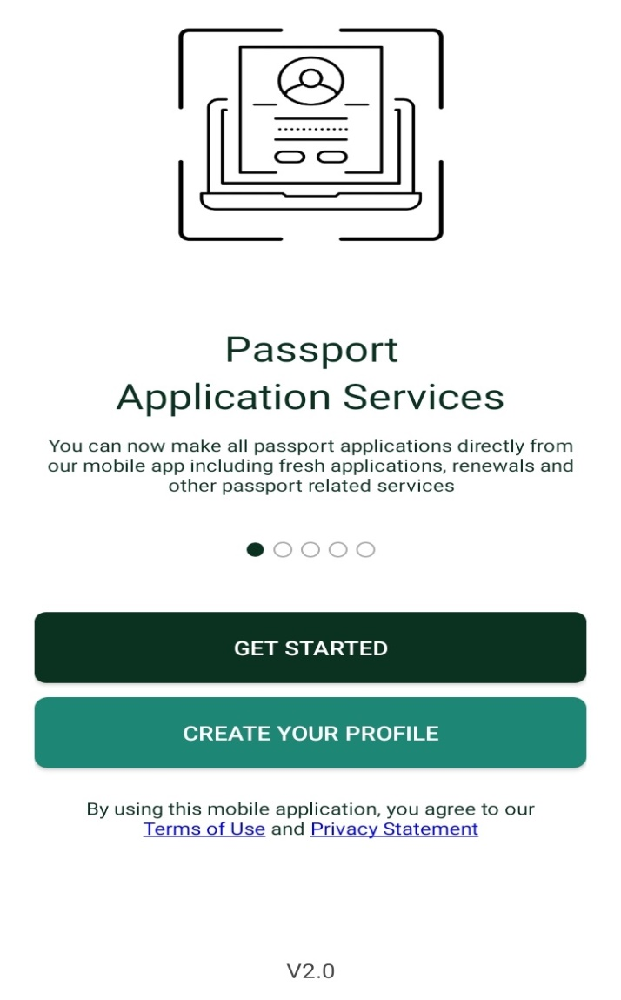 Passport
Application Services
You can now make all passport applications directly from
our mobile app including fresh applications, renewals and
other passport related services
GET STARTED
CREATE YOUR PROFILE
By using this mobile application, you agree to our
Terms of Use and Privacy Statement
V2.0